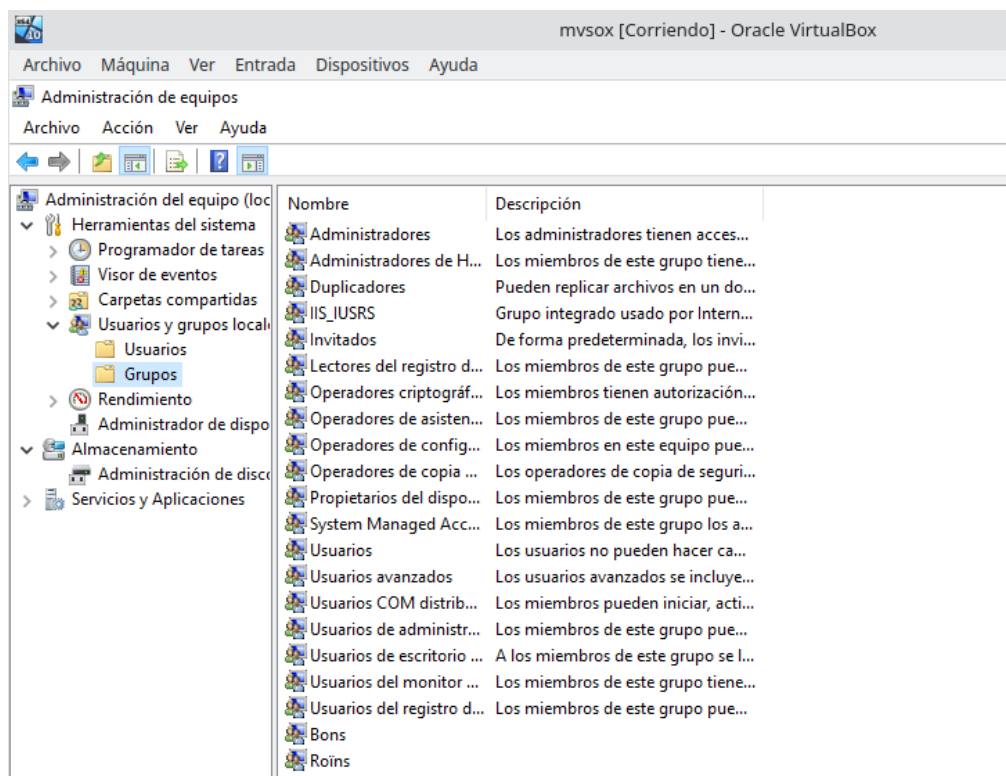 mvsox [Corriendo] - Oracle VirtualBox
Archivo Máquina Ver Entrada Dispositivos Ayuda
Administración de equipos
Archivo Acción Ver Ayuda
Administración del equipo (loc
Herramientas del sistema
Programador de tareas
Visor de eventos
Carpetas compartidas
Usuarios y grupos local
Usuarios
Grupos
Rendimiento
Administrador de dispo
Almacenamiento
Administración de disc
Servicios y Aplicaciones
Nombre Descripción
Administradores Los administradores tienen acces...
Administradores de H... Los miembros de este grupo tiene...
Duplicadores Pueden replicar archivos en un do...
IIS_IUSRS Grupo integrado usado por Intern...
Invitados De forma predeterminada, los invi...
Lectores del registro d... Los miembros de este grupo pue...
Operadores criptográf... Los miembros tienen autorización...
Operadores de asisten... Los miembros de este grupo pue...
Operadores de config... Los miembros en este equipo pue...
Operadores de copia ... Los operadores de copia de seguri...
Propietarios del dispo... Los miembros de este grupo pue...
System Managed Acc... Los miembros de este grupo los a...
Usuarios Los usuarios no pueden hacer ca...
Usuarios avanzados Los usuarios avanzados se incluye...
Usuarios COM distrib... Los miembros pueden iniciar, acti...
Usuarios de administr... Los miembros de este grupo pue...
Usuarios de escritorio ... A los miembros de este grupo se l...
Usuarios del monitor ... Los miembros de este grupo tiene...
Usuarios del registro d... Los miembros de este grupo pue...
Bons
Roïns